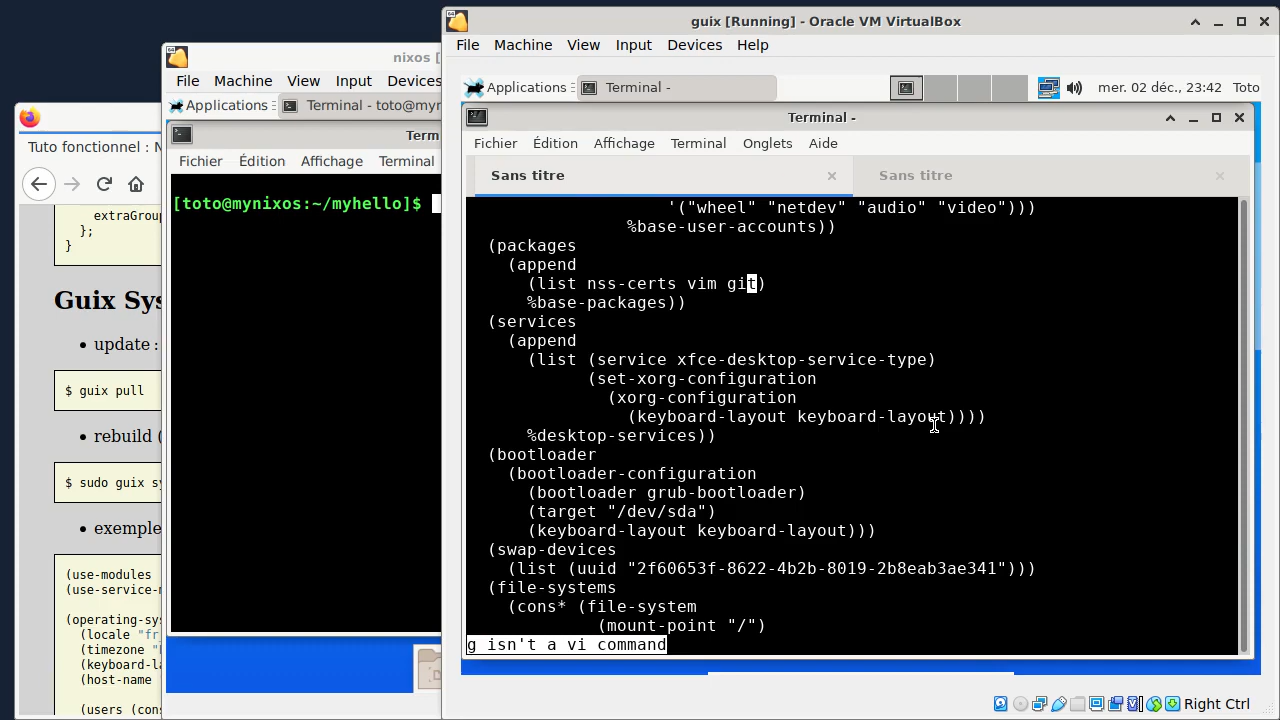 guix [Running] - Oracle VM VirtualBox
File Machine View Input Devices Help
Applications
Terminal -
mer. 02 déc., 23:42 Toto
Terminal -
Fichier Édition Affichage Terminal Onglets Aide
Sans titre
Sans titre
'("wheel" "netdev" "audio" "video")))
%base-user-accounts))
(packages
(append
(list nss-certs vim git)
%base-packages))
(services
(append
(list (service xfce-desktop-service-type)
(set-xorg-configuration
(xorg-configuration
(keyboard-layout keyboard-layout))))
%desktop-services))
(bootloader
(bootloader-configuration
(bootloader grub-bootloader)
(target "/dev/sda")
(keyboard-layout keyboard-layout)))
(swap-devices
(list (uuid "2f60653f-8622-4b2b-8019-2b8eab3ae341")))
(file-systems
(cons* (file-system
(mount-point "/")
g isn't a vi command
Right Ctrl
nixos [
File Machine View Input Devices
Applications
Terminal - toto@myn
Term
Fichier Édition Affichage Terminal
[toto@mynixos:~/myhello]$
Tuto fonctionnel : N
extraGroup
};
}
Guix Sys
update :
$ guix pull
rebuild (
$ sudo guix sy
exemple
(use-modules
(use-service-m
(operating-sys
(locale "fr_
(timezone "E
(keyboard-la
(host-name
(users (cons